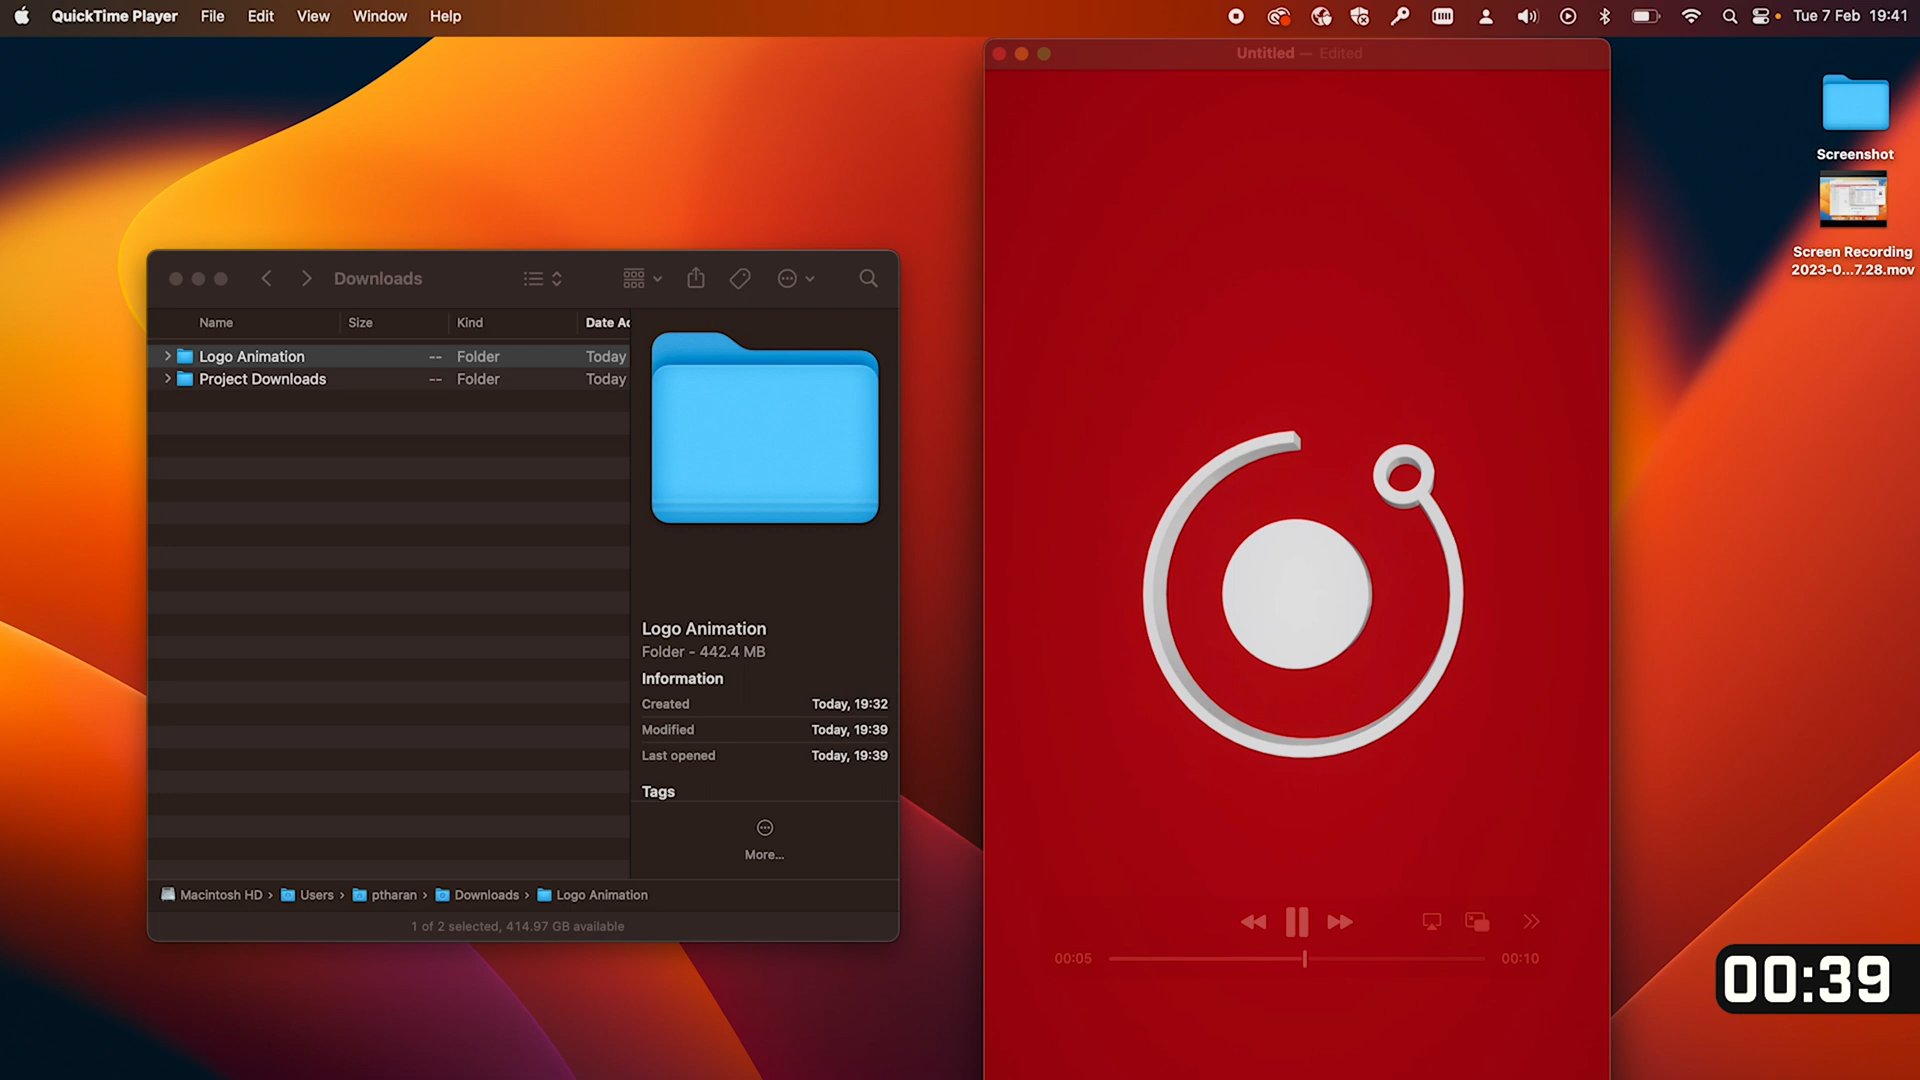 QuickTime Player File Edit View Window Help
Tue 7 Feb 19:41
Untitled — Edited
Screenshot
Screen Recording
2023-0...7.28.mov
Downloads
Name Size Kind Date Ad
Logo Animation -- Folder Today
Project Downloads -- Folder Today
Logo Animation
Folder - 442.4 MB
Information
Created Today, 19:32
Modified Today, 19:39
Last opened Today, 19:39
Tags
More...
Macintosh HD › Users › ptharan › Downloads › Logo Animation
1 of 2 selected, 414.97 GB available
00:05 00:10
00:39